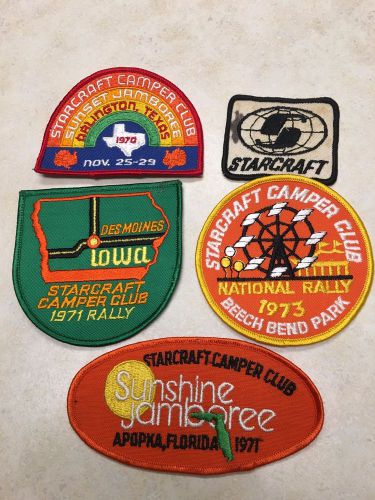 STARCRAFT CAMPER CLUB
SUNSET JAMBOREE
ARLINGTON, TEXAS
1970
NOV. 25-29
STARCRAFT
DES MOINES
Iowa
STARCRAFT
CAMPER CLUB
1971 RALLY
STARCRAFT CAMPER CLUB
NATIONAL RALLY
1973
BEECH BEND PARK
STARCRAFT CAMPER CLUB
Sunshine
Jamboree
APOPKA, FLORIDA 1971